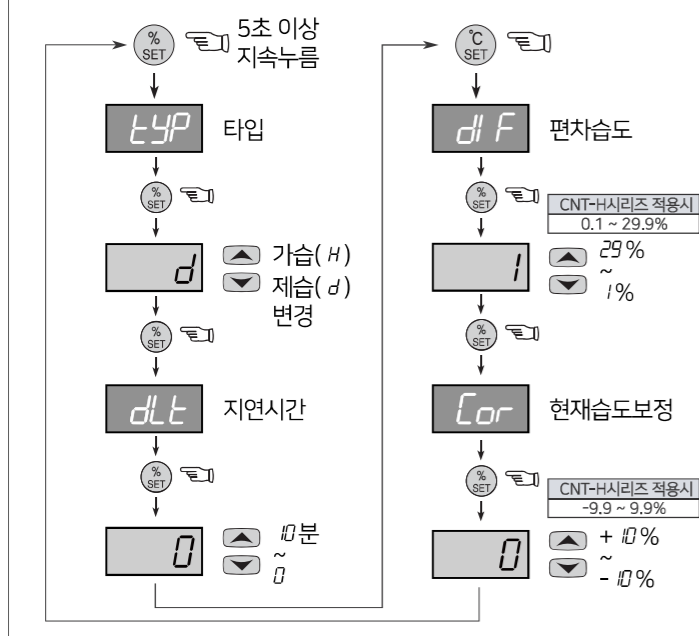 %
SET
5초 이상
지속누름
tYP
타입
%
SET
d
가습( H )
제습( d )
변경
%
SET
dLt
지연시간
%
SET
0
10분
~
0
℃
SET
dIF
편차습도
%
SET
CNT-H시리즈 적용시
0.1 ~ 29.9%
1
29%
~
1%
%
SET
Cor
현재습도보정
%
SET
CNT-H시리즈 적용시
-9.9 ~ 9.9%
0
+ 10%
~
- 10%